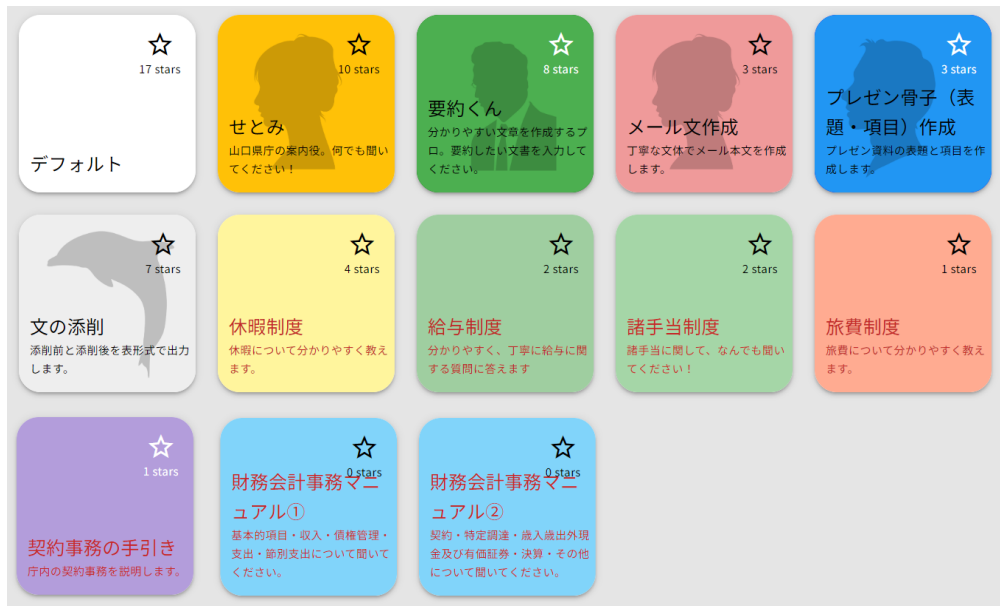 17 stars
デフォルト
10 stars
せとみ
山口県庁の案内役。何でも聞い
てください！
8 stars
要約くん
分かりやすい文章を作成するプ
ロ。要約したい文書を入力して
ください。
3 stars
メール文作成
丁寧な文体でメール本文を作成
します。
3 stars
プレゼン骨子（表
題・項目）作成
プレゼン資料の表題と項目を作
成します。
7 stars
文の添削
添削前と添削後を表形式で出力
します。
4 stars
休暇制度
休暇について分かりやすく教え
ます。
2 stars
給与制度
分かりやすく、丁寧に給与に関
する質問に答えます
2 stars
諸手当制度
諸手当に関して、なんでも聞い
てください！
1 stars
旅費制度
旅費について分かりやすく教え
ます。
1 stars
契約事務の手引き
庁内の契約事務を説明します。
0 stars
財務会計事務マニ
ュアル①
基本的項目・収入・債権管理・
支出・節別支出について聞いて
ください。
0 stars
財務会計事務マニ
ュアル②
契約・特定調達・歳入歳出外現
金及び有価証券・決算・その他
について聞いてください。